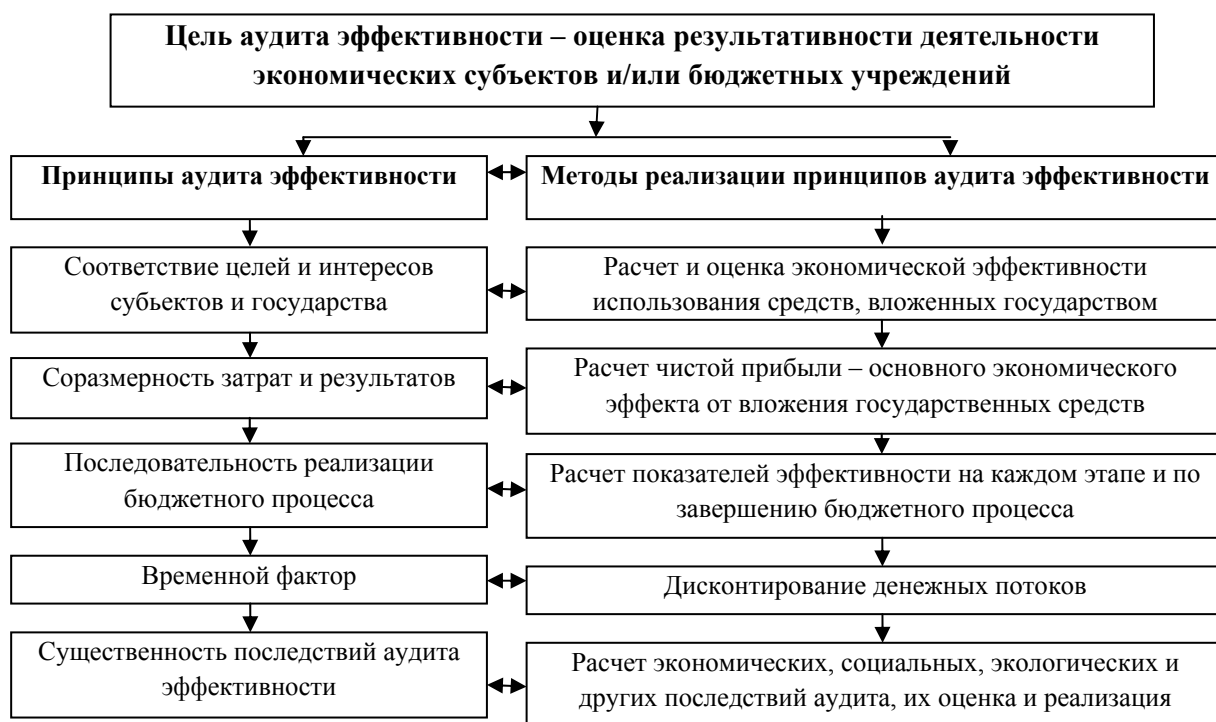 Цель аудита эффективности – оценка результативности деятельности
экономических субъектов и/или бюджетных учреждений
Принципы аудита эффективности
Методы реализации принципов аудита эффективности
Соответствие целей и интересов
субъектов и государства
Расчет и оценка экономической эффективности
использования средств, вложенных государством
Соразмерность затрат и результатов
Расчет чистой прибыли – основного экономического
эффекта от вложения государственных средств
Последовательность реализации
бюджетного процесса
Расчет показателей эффективности на каждом этапе и по
завершению бюджетного процесса
Временной фактор
Дисконтирование денежных потоков
Существенность последствий аудита
эффективности
Расчет экономических, социальных, экологических и
других последствий аудита, их оценка и реализация